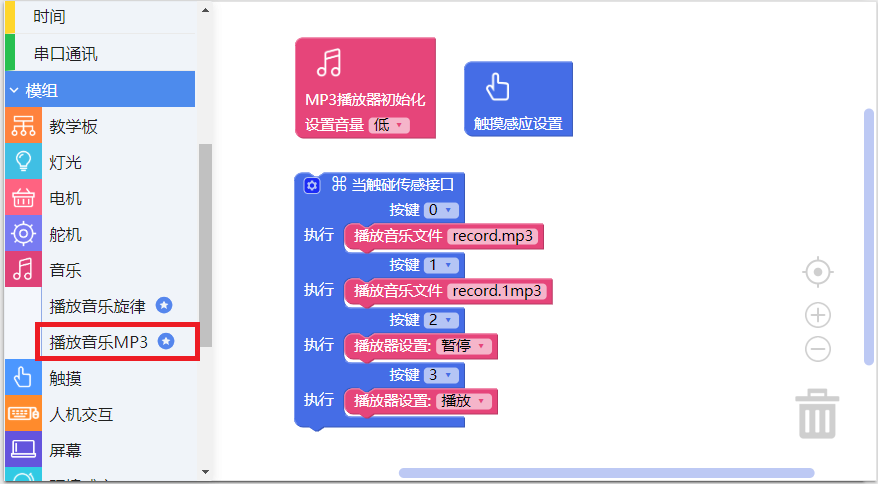 时间
串口通讯
模组
教学板
灯光
电机
舵机
音乐
播放音乐旋律
播放音乐MP3
触摸
人机交互
屏幕
MP3播放器初始化
设置音量 低
触摸感应设置
当触碰传感接口
按键 0
执行 播放音乐文件 record.mp3
按键 1
执行 播放音乐文件 record.1mp3
按键 2
执行 播放器设置: 暂停
按键 3
执行 播放器设置: 播放